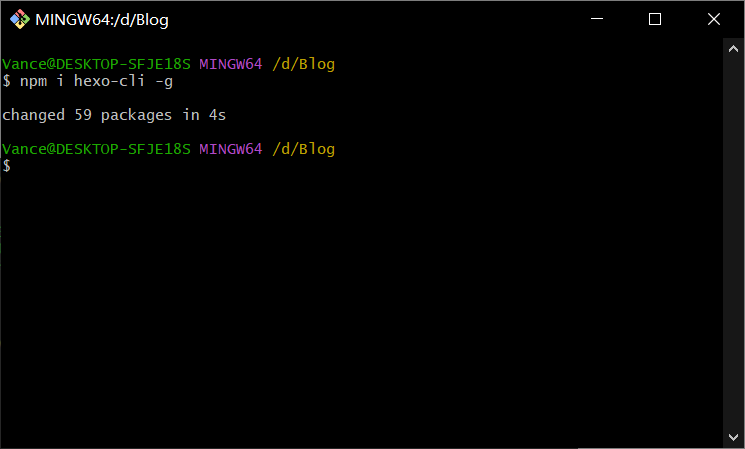 MINGW64:/d/Blog
Vance@DESKTOP-SFJE18S MINGW64 /d/Blog
$ npm i hexo-cli -g
changed 59 packages in 4s
Vance@DESKTOP-SFJE18S MINGW64 /d/Blog
$